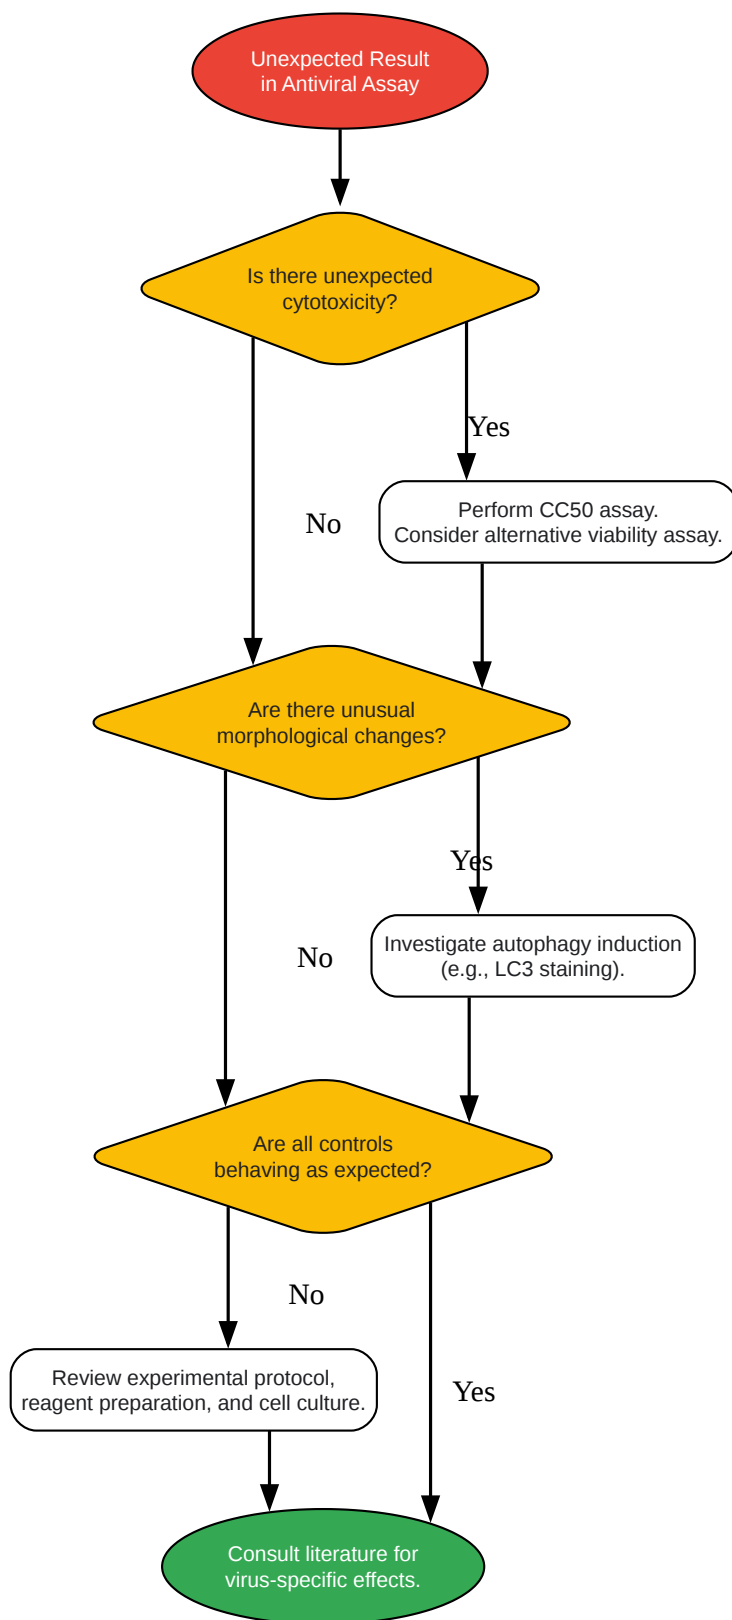 Unexpected Result
in Antiviral Assay
Is there unexpected
cytotoxicity?
Yes
Perform CC50 assay.
Consider alternative viability assay.
No
Are there unusual
morphological changes?
Yes
Investigate autophagy induction
(e.g., LC3 staining).
No
Are all controls
behaving as expected?
No
Review experimental protocol,
reagent preparation, and cell culture.
Yes
Consult literature for
virus-specific effects.